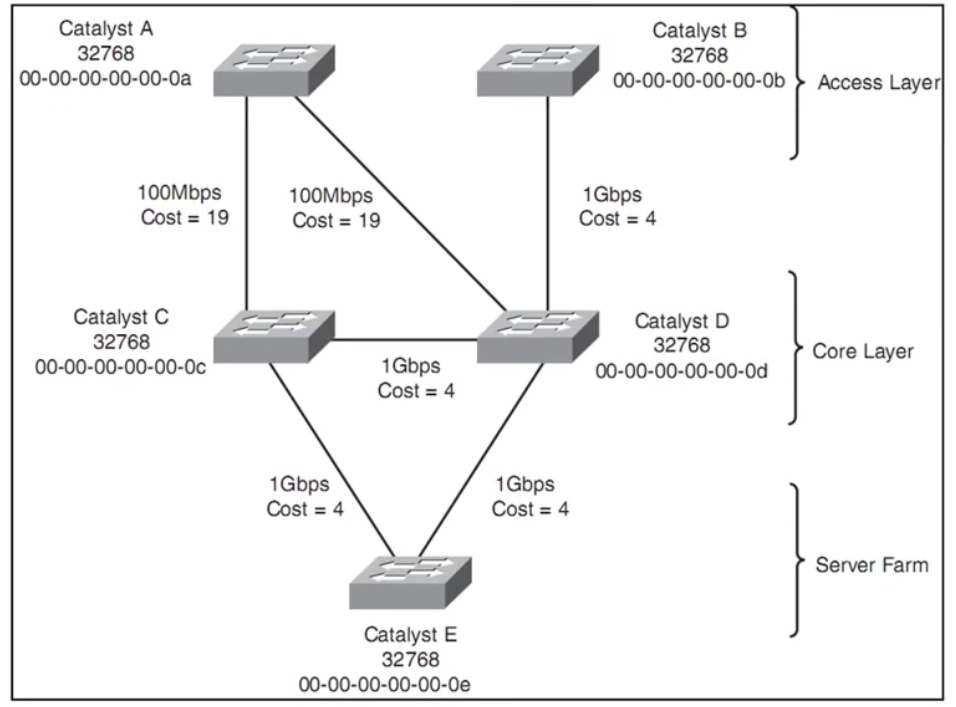 Catalyst A
32768
00-00-00-00-00-0a
Catalyst B
32768
00-00-00-00-00-0b
Access Layer
100Mbps
Cost = 19
100Mbps
Cost = 19
1Gbps
Cost = 4
Catalyst C
32768
00-00-00-00-00-0c
Catalyst D
32768
00-00-00-00-00-0d
Core Layer
1Gbps
Cost = 4
1Gbps
Cost = 4
1Gbps
Cost = 4
Server Farm
Catalyst E
32768
00-00-00-00-00-0e